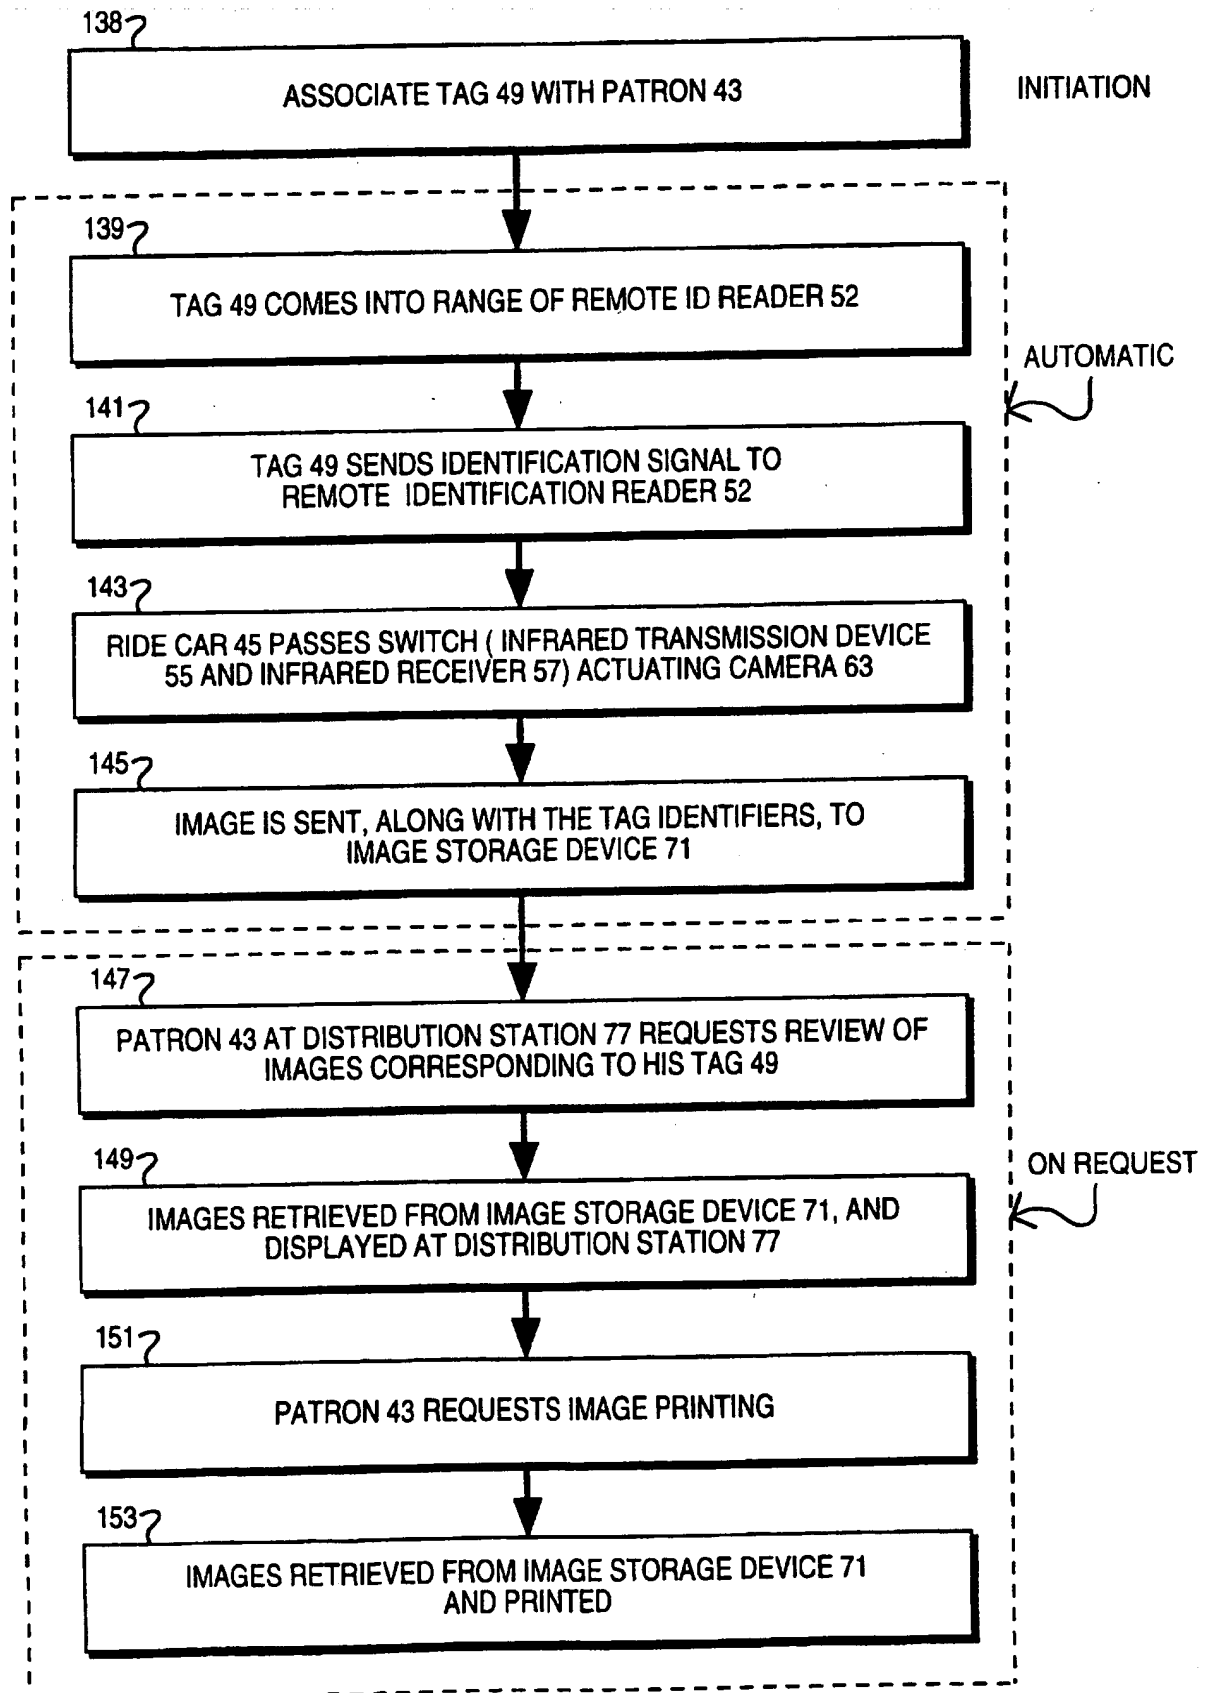 138
ASSOCIATE TAG 49 WITH PATRON 43
INITIATION
139
TAG 49 COMES INTO RANGE OF REMOTE ID READER 52
AUTOMATIC
141
TAG 49 SENDS IDENTIFICATION SIGNAL TO
REMOTE IDENTIFICATION READER 52
143
RIDE CAR 45 PASSES SWITCH ( INFRARED TRANSMISSION DEVICE
55 AND INFRARED RECEIVER 57) ACTUATING CAMERA 63
145
IMAGE IS SENT, ALONG WITH THE TAG IDENTIFIERS, TO
IMAGE STORAGE DEVICE 71
147
PATRON 43 AT DISTRIBUTION STATION 77 REQUESTS REVIEW OF
IMAGES CORRESPONDING TO HIS TAG 49
149
ON REQUEST
IMAGES RETRIEVED FROM IMAGE STORAGE DEVICE 71, AND
DISPLAYED AT DISTRIBUTION STATION 77
151
PATRON 43 REQUESTS IMAGE PRINTING
153
IMAGES RETRIEVED FROM IMAGE STORAGE DEVICE 71
AND PRINTED